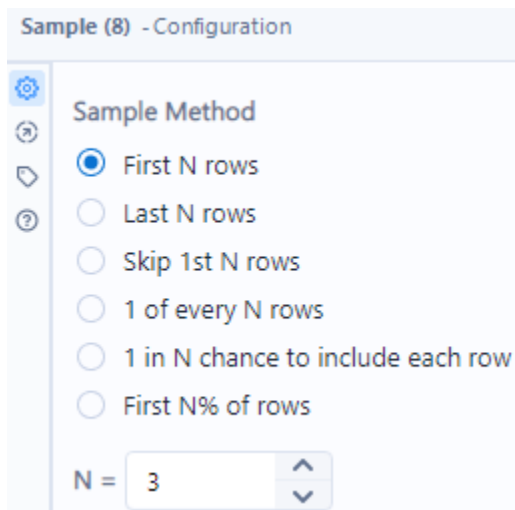 Sample (8) - Configuration
Sample Method
First N rows
Last N rows
Skip 1st N rows
1 of every N rows
1 in N chance to include each row
First N% of rows
N = 3